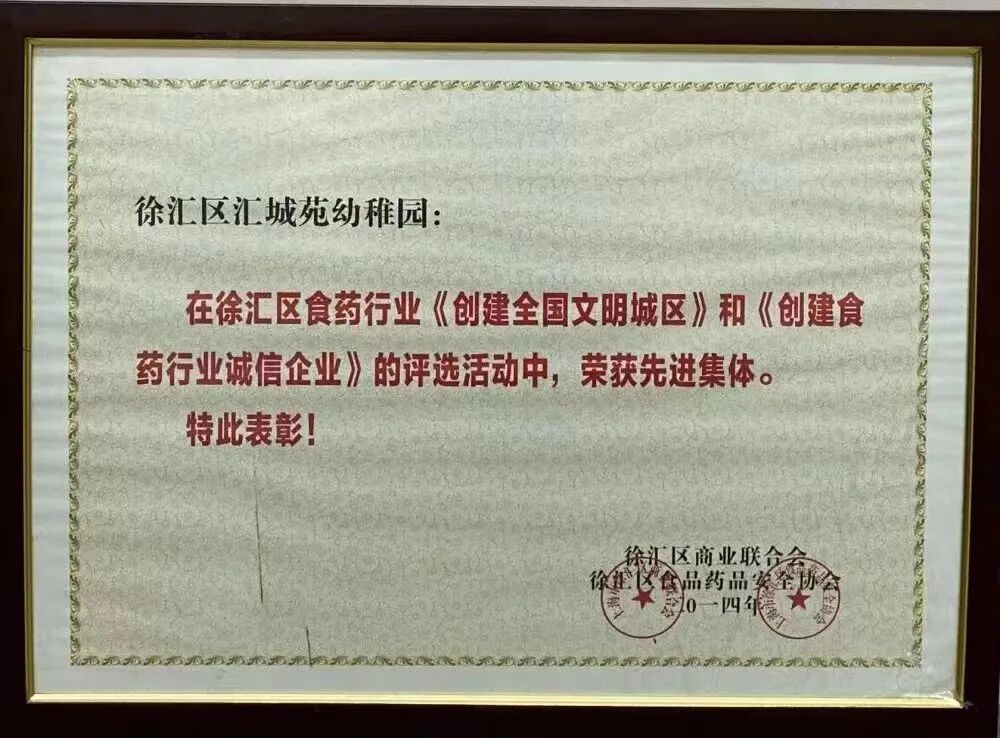 徐汇区汇城苑幼稚园：
在徐汇区食药行业《创建全国文明城区》和《创建食
药行业诚信企业》的评选活动中，荣获先进集体。
特此表彰！
徐汇区商业联合会
徐汇区食品药品安全协会
二0一四年